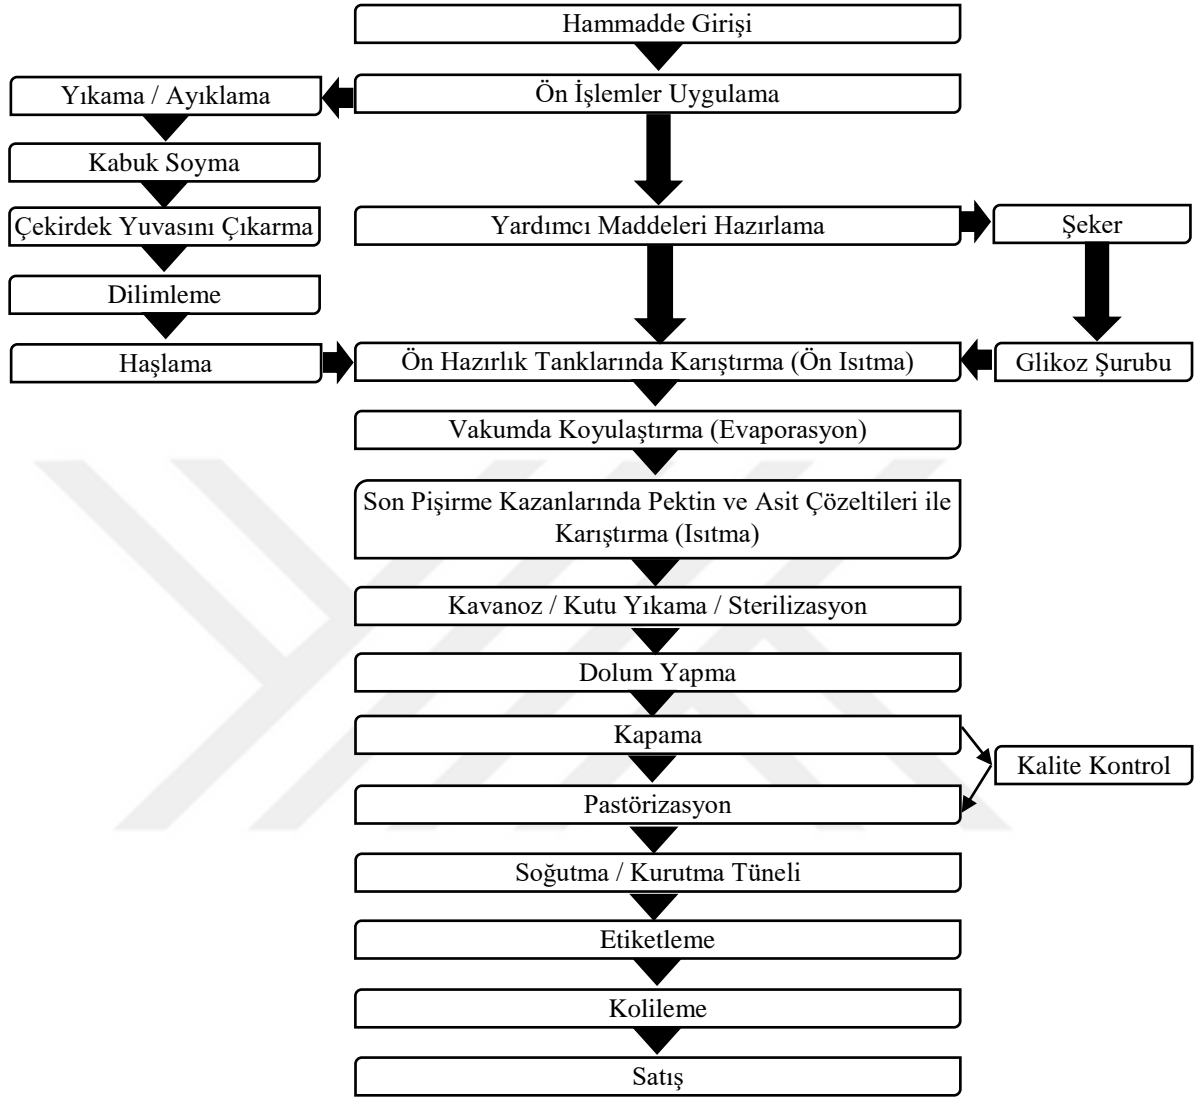 Hammadde Girişi
Ön İşlemler Uygulama
Yıkama / Ayıklama
Kabuk Soyma
Çekirdek Yuvasını Çıkarma
Dilimleme
Haşlama
Yardımcı Maddeleri Hazırlama
Şeker
Glikoz Şurubu
Ön Hazırlık Tanklarında Karıştırma (Ön Isıtma)
Vakumda Koyulaştırma (Evaporasyon)
Son Pişirme Kazanlarında Pektin ve Asit Çözeltileri ile
Karıştırma (Isıtma)
Kavanoz / Kutu Yıkama / Sterilizasyon
Dolum Yapma
Kapama
Kalite Kontrol
Pastörizasyon
Soğutma / Kurutma Tüneli
Etiketleme
Kolileme
Satış